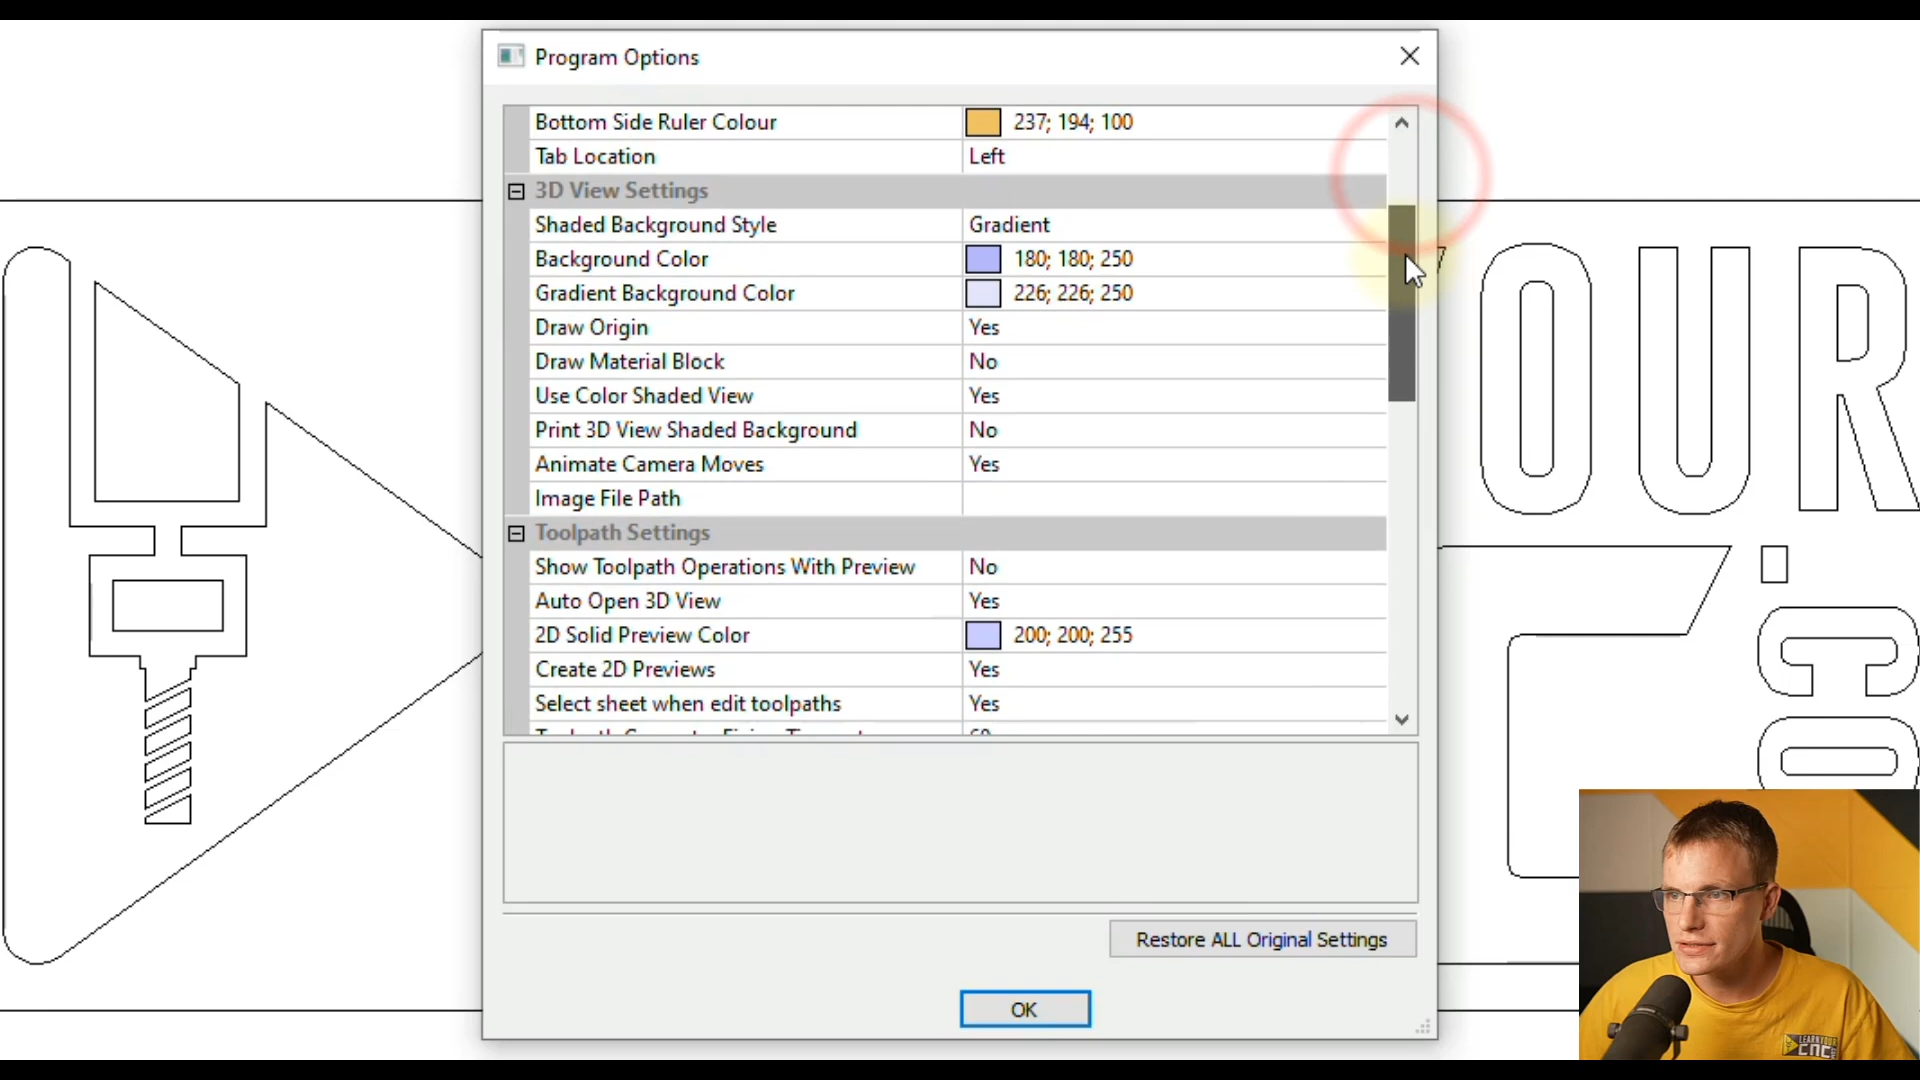 Program Options
Bottom Side Ruler Colour 237; 194; 100
Tab Location Left
3D View Settings
Shaded Background Style Gradient
Background Color 180; 180; 250
Gradient Background Color 226; 226; 250
Draw Origin Yes
Draw Material Block No
Use Color Shaded View Yes
Print 3D View Shaded Background No
Animate Camera Moves Yes
Image File Path
Toolpath Settings
Show Toolpath Operations With Preview No
Auto Open 3D View Yes
2D Solid Preview Color 200; 200; 255
Create 2D Previews Yes
Select sheet when edit toolpaths Yes
Restore ALL Original Settings
OK
OUR
.CO
LEARNYOUR
CNC